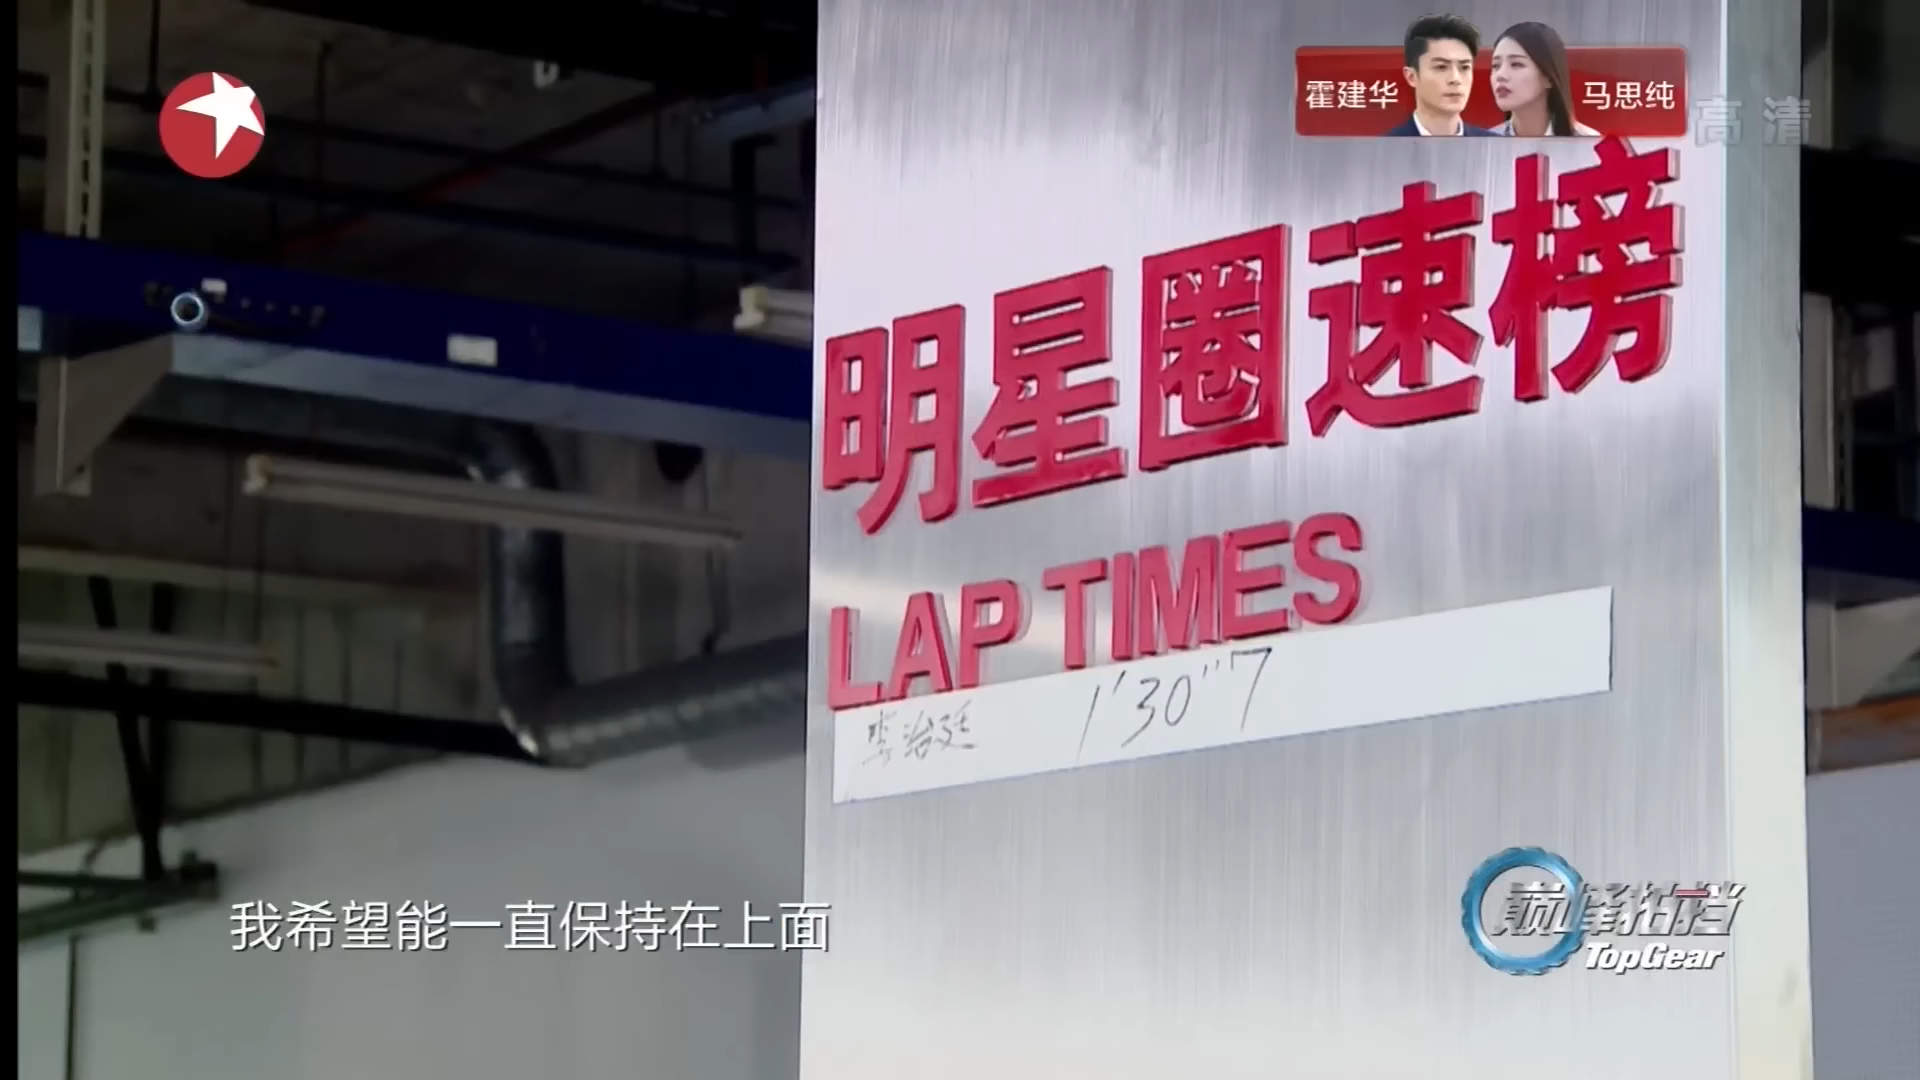 霍建华 马思纯
高清
明星圈速榜
LAP TIMES
李治廷 1'30"7
我希望能一直保持在上面
巅峰拍档
TopGear